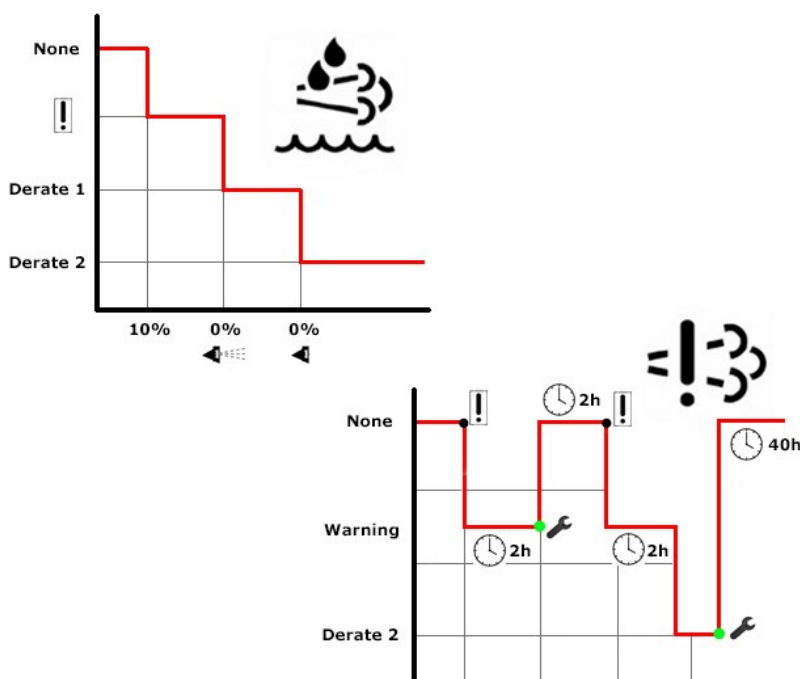 None
!
Derate 1
Derate 2
10% 0% 0%
!
2h
!
None
40h
Warning
2h
2h
Derate 2